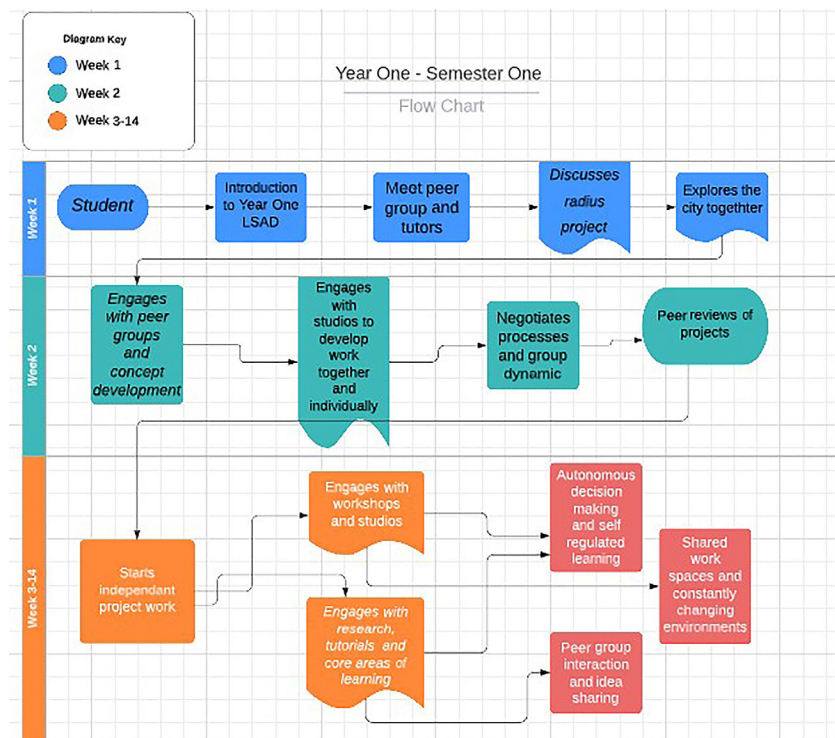 Diagram Key
Week 1
Week 2
Week 3-14
Year One - Semester One
Flow Chart
Week 1
Student
Introduction
to Year One
LSAD
Meet peer
group and
tutors
Discusses
radius
project
Explores the
city togethter
Week 2
Engages
with peer
groups
and
concept
development
Engages
with
studios to
develop
work
together
and
individually
Negotiates
processes
and group
dynamic
Peer reviews of
projects
Week 3-14
Starts
independant
project work
Engages with
workshops
and studios
Engages with
research,
tutorials and
core areas of
learning
Autonomous
decision
making
and self
regulated
learning
Shared
work
spaces and
constantly
changing
environments
Peer group
interaction
and idea
sharing